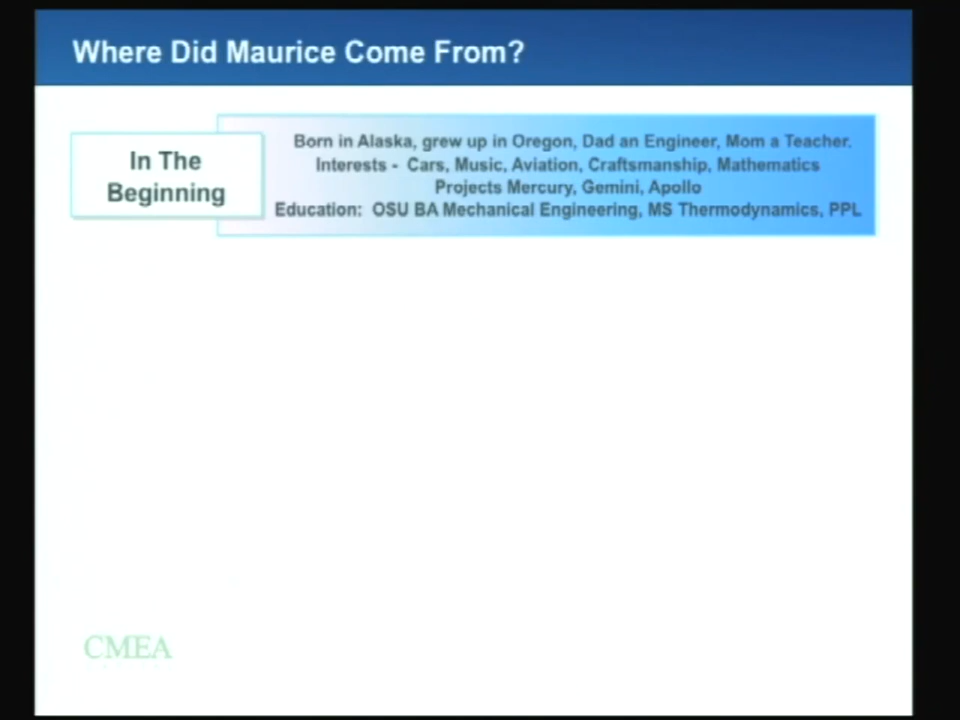 Where Did Maurice Come From?
In The
Beginning
Born in Alaska, grew up in Oregon, Dad an Engineer, Mom a Teacher.
Interests - Cars, Music, Aviation, Craftsmanship, Mathematics
Projects Mercury, Gemini, Apollo
Education: OSU BA Mechanical Engineering, MS Thermodynamics, PPL
CMEA